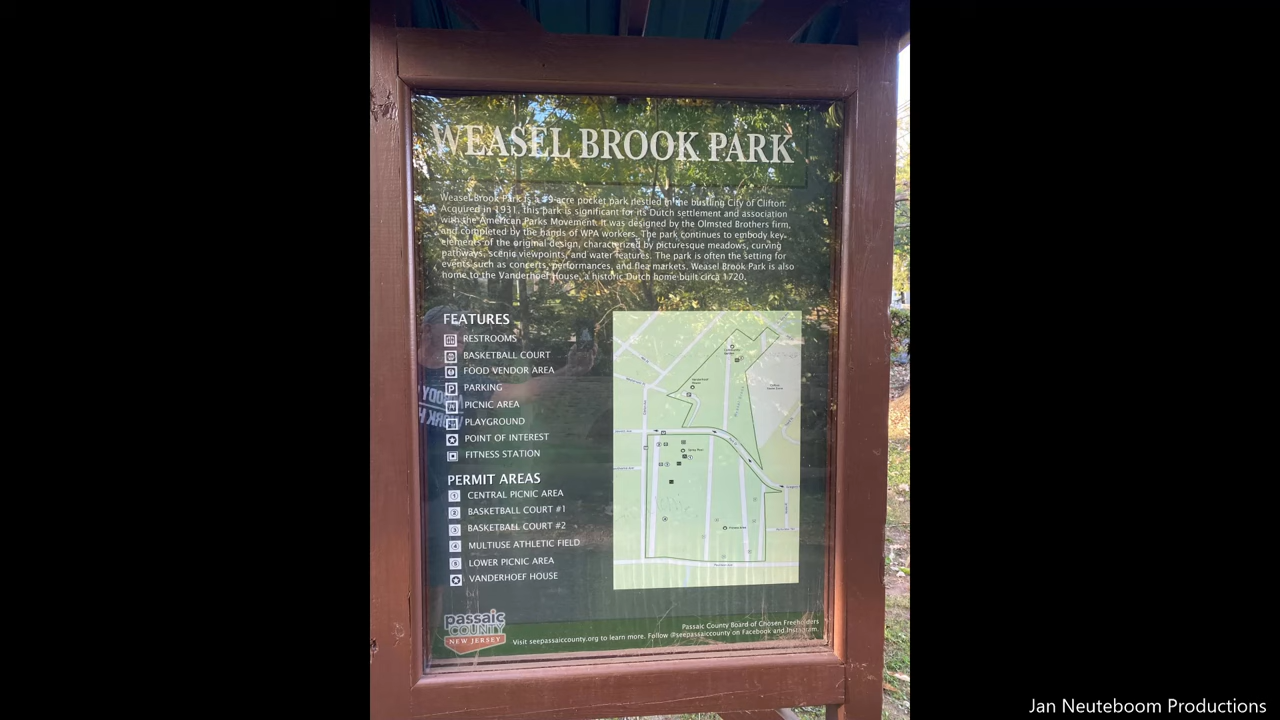 WEASEL BROOK PARK
Weasel Brook Park is a 19-acre pocket park nestled in the bustling City of Clifton.
Acquired in 1931, this park is significant for its Dutch settlement and association
with the American Parks Movement. It was designed by the Olmsted Brothers firm,
and completed by the hands of WPA workers. The park continues to embody key
elements of the original design, characterized by picturesque meadows, curving
pathways, scenic viewpoints, and water features. The park is often the setting for
events such as concerts, performances, and flea markets. Weasel Brook Park is also
home to the Vanderhoef House, a historic Dutch home built circa 1720.
FEATURES
RESTROOMS
BASKETBALL COURT
FOOD VENDOR AREA
P PARKING
PICNIC AREA
PLAYGROUND
POINT OF INTEREST
FITNESS STATION
PERMIT AREAS
1 CENTRAL PICNIC AREA
2 BASKETBALL COURT #1
3 BASKETBALL COURT #2
4 MULTIUSE ATHLETIC FIELD
5 LOWER PICNIC AREA
VANDERHOEF HOUSE
passaic
COUNTY
NEW JERSEY
Passaic County Board of Chosen Freeholders
Visit seepassaiccounty.org to learn more. Follow @seepassaiccounty on Facebook and Instagram.
Jan Neuteboom Productions